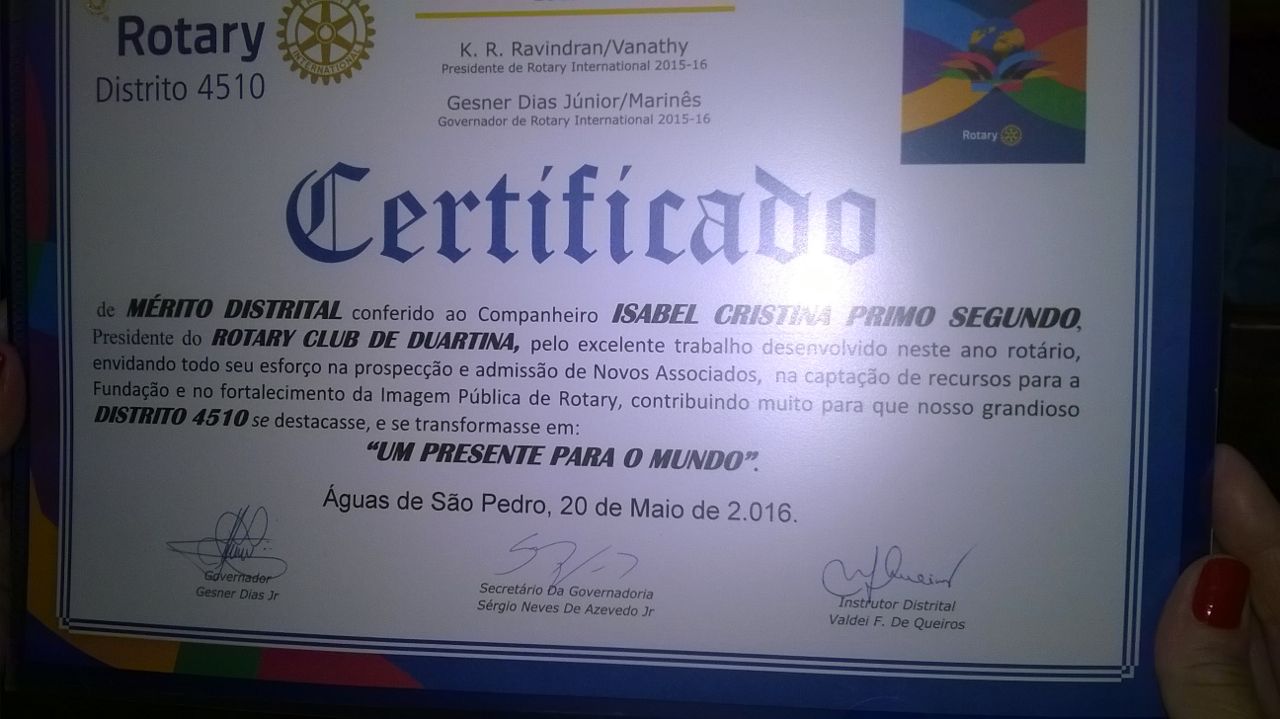 Rotary
Distrito 4510
INTERNATIONAL
K. R. Ravindran/Vanathy
Presidente de Rotary International 2015-16
Gesner Dias Júnior/Marinês
Governador de Rotary International 2015-16
Rotary
Certificado
de MÉRITO DISTRITAL conferido ao Companheiro ISABEL CRISTINA PRIMO SEGUNDO,
Presidente do ROTARY CLUB DE DUARTINA, pelo excelente trabalho desenvolvido neste ano rotário,
envidando todo seu esforço na prospecção e admissão de Novos Associados, na captação de recursos para a
Fundação e no fortalecimento da Imagem Pública de Rotary, contribuindo muito para que nosso grandioso
DISTRITO 4510 se destacasse, e se transformasse em:
“UM PRESENTE PARA O MUNDO”.
Águas de São Pedro, 20 de Maio de 2.016.
Governador
Gesner Dias Jr
Secretário Da Governadoria
Sérgio Neves De Azevedo Jr
Instrutor Distrital
Valdei F. De Queiros